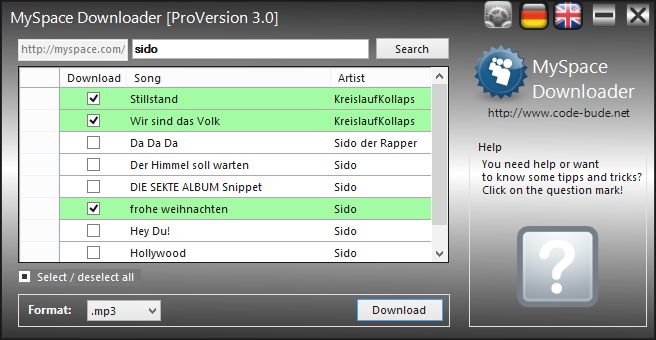 MySpace Downloader [ProVersion 3.0]
http://myspace.com/ sido Search
Download Song Artist
Stillstand KreislaufKollaps
Wir sind das Volk KreislaufKollaps
Da Da Da Sido der Rapper
Der Himmel soll warten Sido
DIE SEKTE ALBUM Snippet Sido
frohe weihnachten Sido
Hey Du! Sido
Hollywood Sido
Select / deselect all
Format: .mp3 Download
MySpace
Downloader
http://www.code-bude.net
Help
You need help or want
to know some tipps and tricks?
Click on the question mark!
?